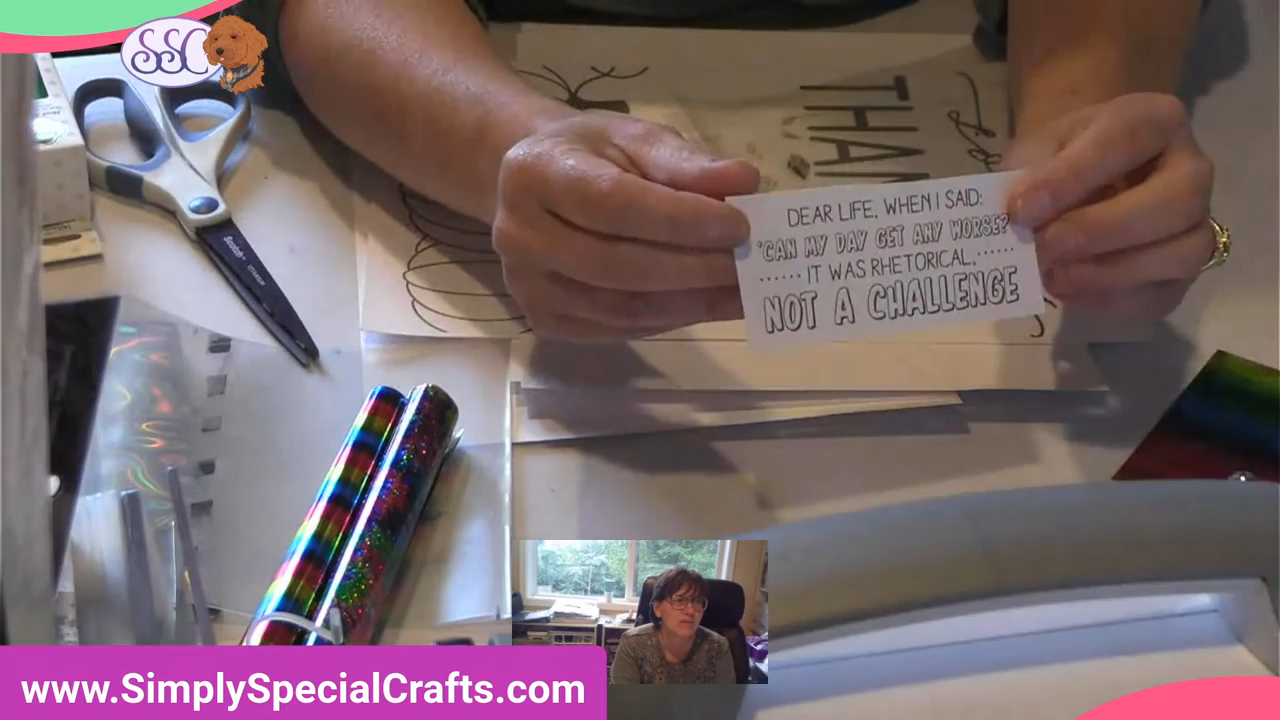 SSC
THAN
DEAR LIFE, WHEN I SAID:
'CAN MY DAY GET ANY WORSE?'
...... IT WAS RHETORICAL, ......
NOT A CHALLENGE
Scotch
www.SimplySpecialCrafts.com